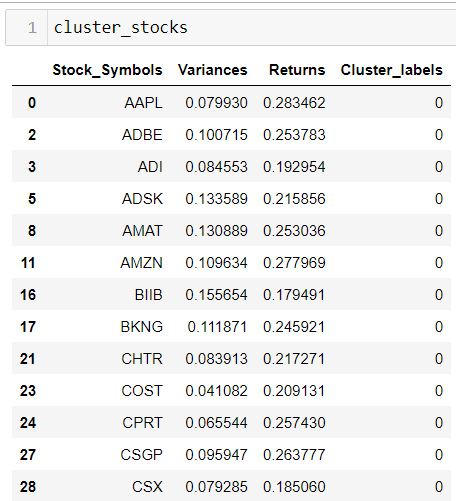 1 cluster_stocks
Stock_Symbols Variances Returns Cluster_labels
0 AAPL 0.079930 0.283462 0
2 ADBE 0.100715 0.253783 0
3 ADI 0.084553 0.192954 0
5 ADSK 0.133589 0.215856 0
8 AMAT 0.130889 0.253036 0
11 AMZN 0.109634 0.277969 0
16 BIIB 0.155654 0.179491 0
17 BKNG 0.111871 0.245921 0
21 CHTR 0.083913 0.217271 0
23 COST 0.041082 0.209131 0
24 CPRT 0.065544 0.257430 0
27 CSGP 0.095947 0.263777 0
28 CSX 0.079285 0.185060 0